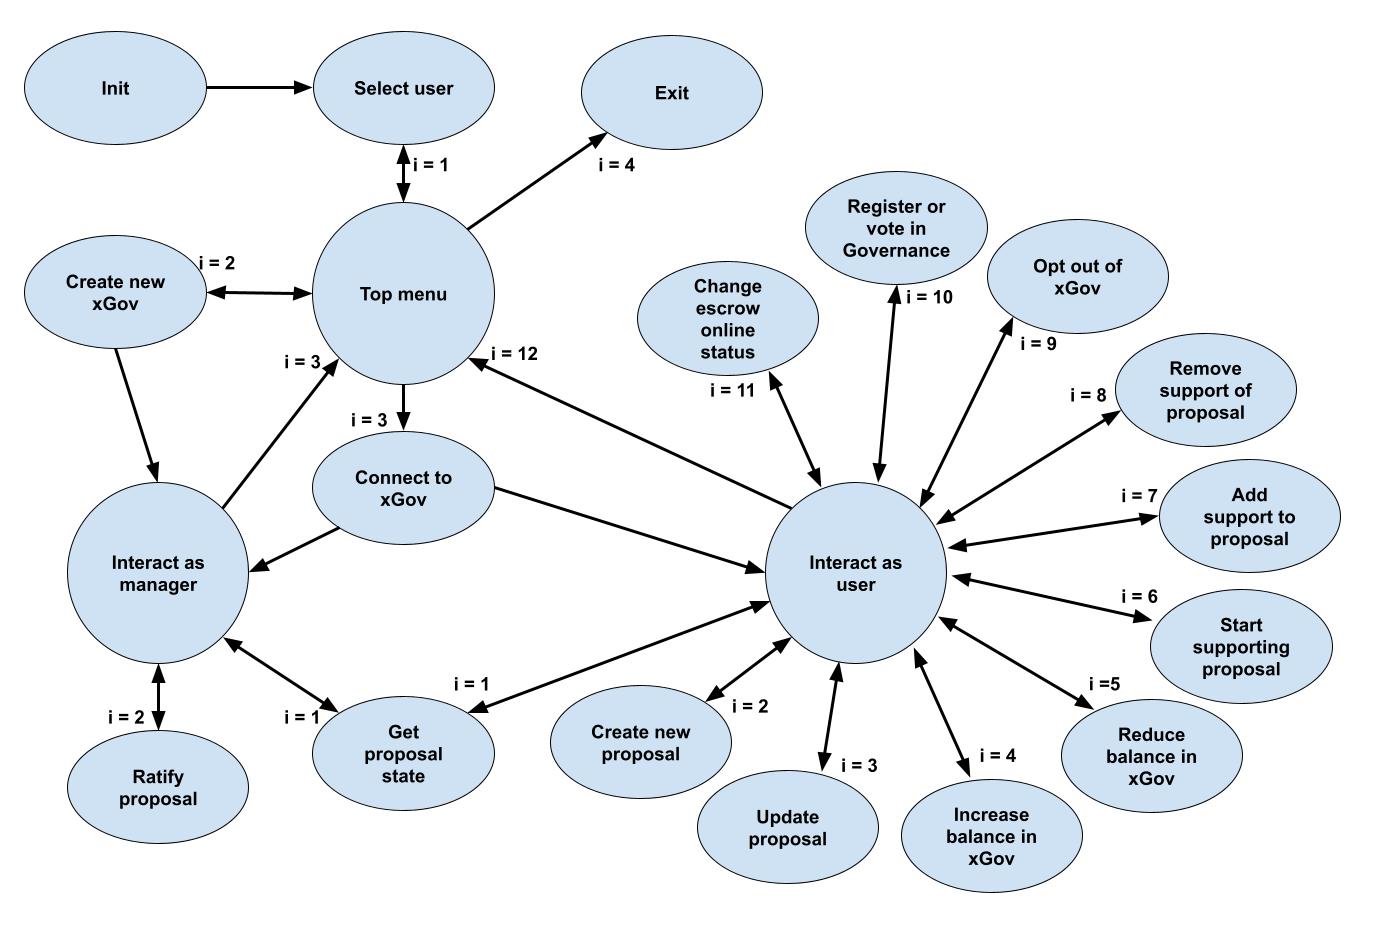 Init
Select user
Exit
i = 1
i = 4
Register or
vote in
Governance
Create new
xGov
i = 2
Top menu
Change
escrow
online
status
i = 10
Opt out of
xGov
i = 9
i = 3
i = 12
i = 11
i = 8
Remove
support of
proposal
i = 3
Connect to
xGov
i = 7
Add
support to
proposal
Interact as
manager
Interact as
user
i = 6
Start
supporting
proposal
i = 1
i = 2
i =5
i = 2
i = 1
Ratify
proposal
Get
proposal
state
Create new
proposal
i = 3
Update
proposal
i = 4
Increase
balance in
xGov
Reduce
balance in
xGov